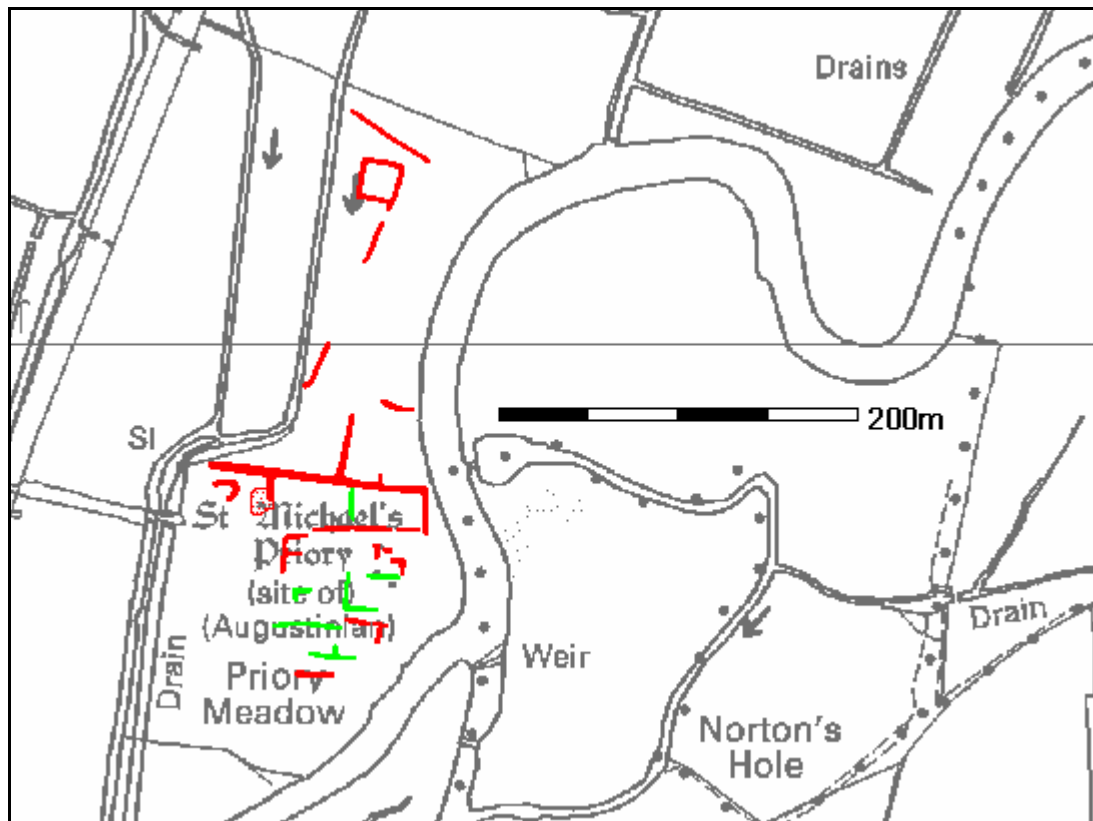 Drains
200m
Sl
St Michael's
Priory
(site of)
(Augustinian)
Priory
Meadow
Drain
Weir
Norton's
Hole
Drain